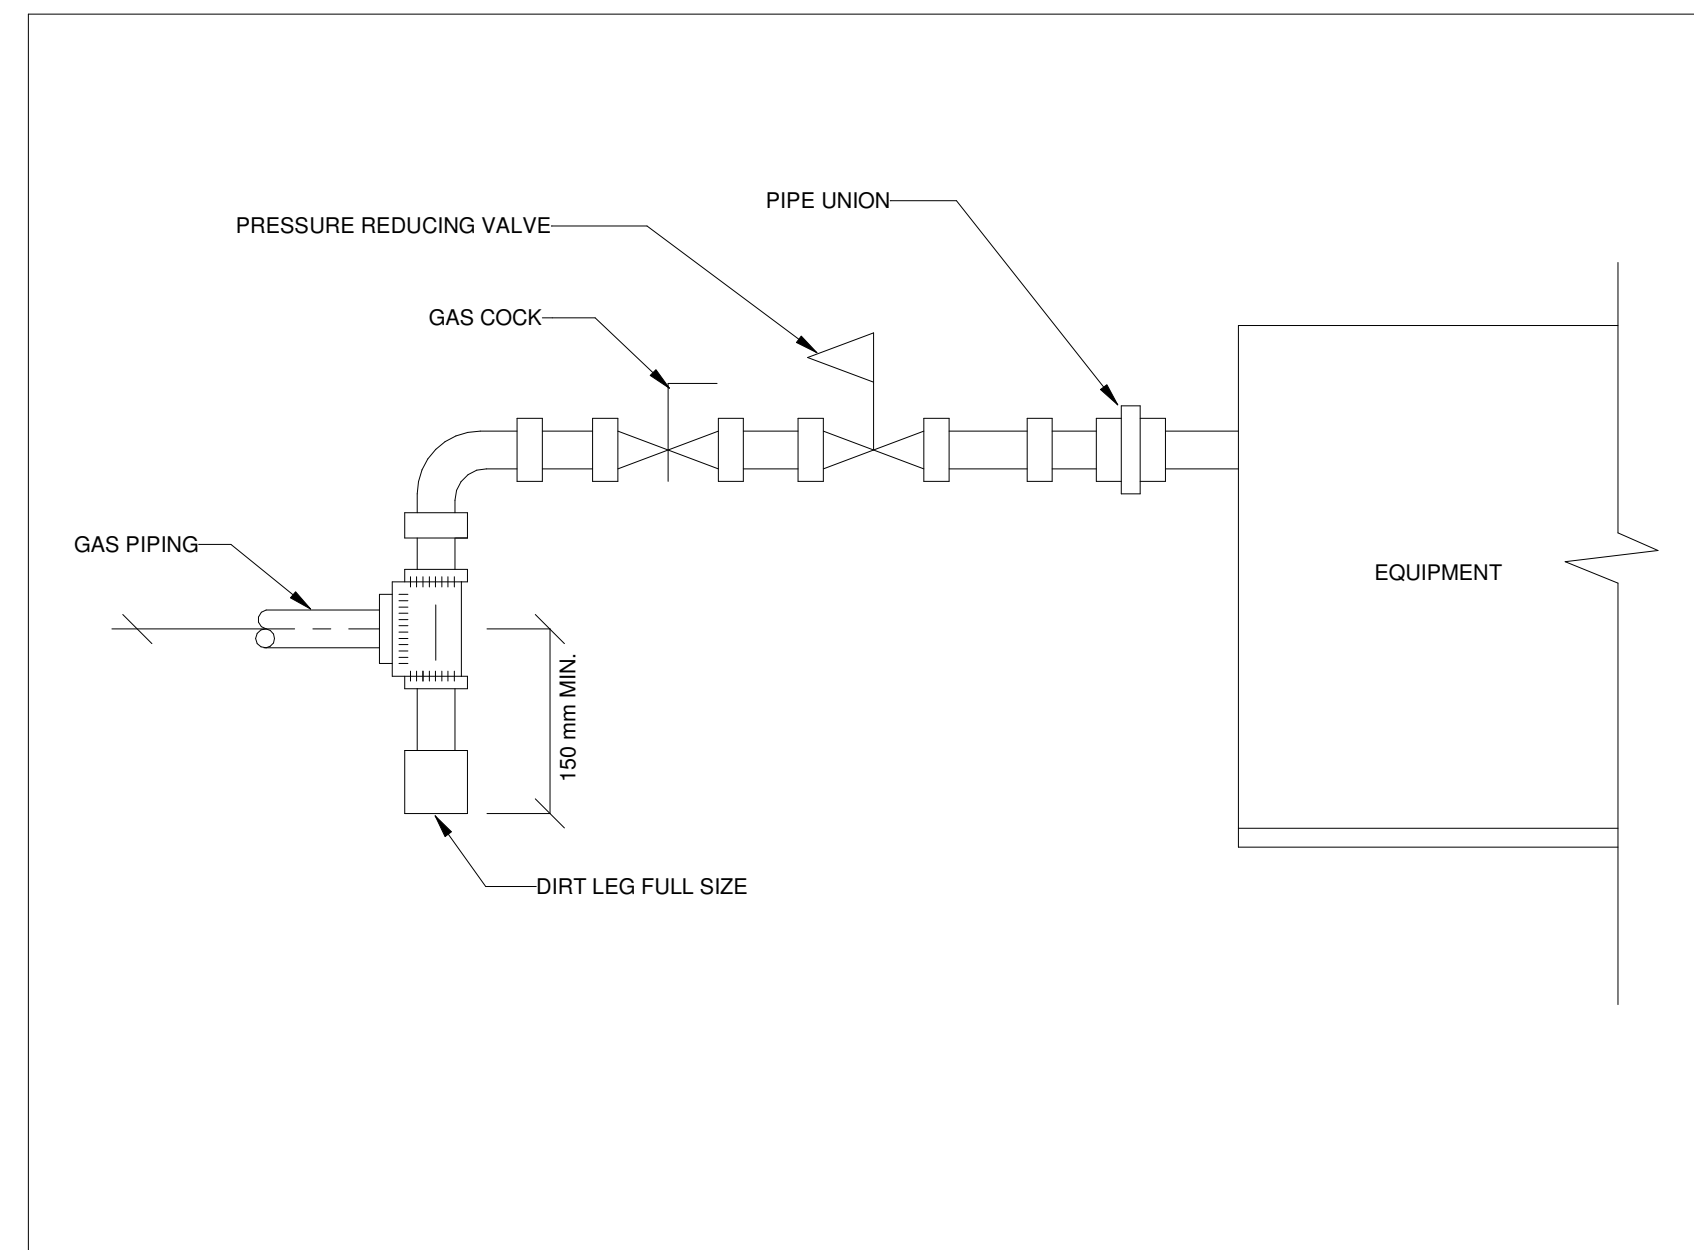 PIPE UNION
PRESSURE REDUCING VALVE
GAS COCK
GAS PIPING
EQUIPMENT
150 mm MIN.
DIRT LEG FULL SIZE